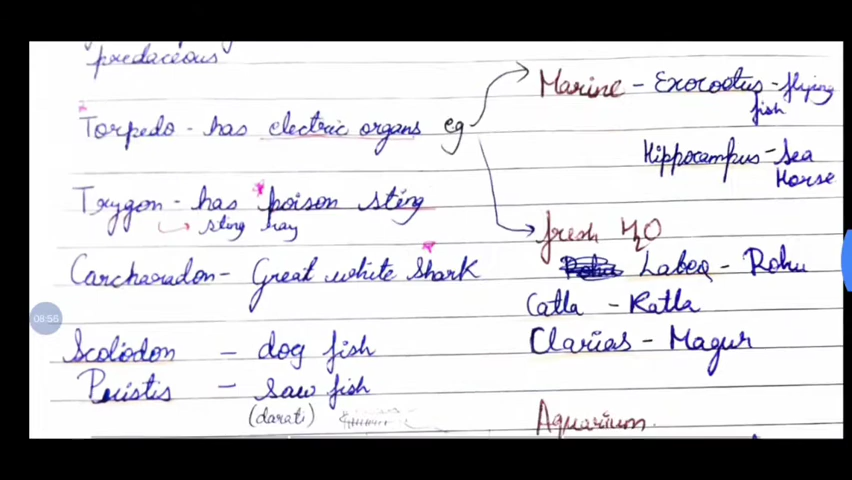 predaceous
Torpedo - has electric organs eg
Trygon - has poison sting
sting ray
Carcharadon - Great white shark
Scoliodon - dog fish
Pristis - saw fish
(darati)
Marine - Exocoetus - flying
fish
Hippocampus - Sea
Horse
fresh H2O
Labeo - Rohu
Catla - Katla
Clarias - Magur
Aquarium
08:56